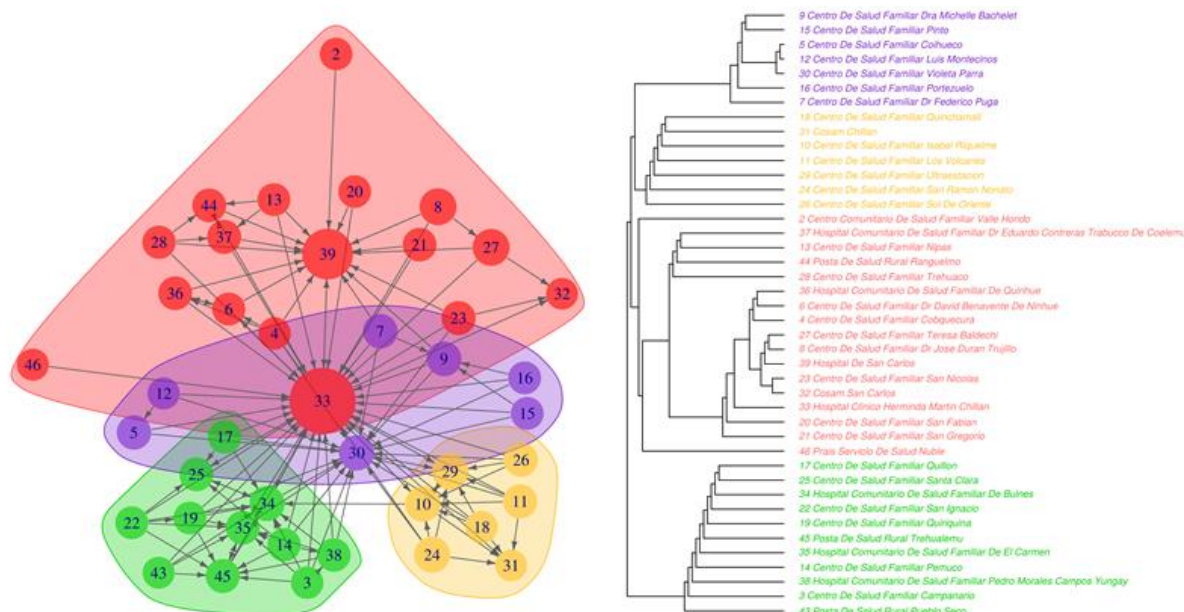 2
20
13
44
8
37
28
21
27
39
36
32
6
23
4
7
46
9
16
12
33
15
5
17
30
26
29
25
11
10
34
19
22
35
18
24
14
38
31
43
45
3
9 Centro De Salud Familiar Dra Michelle Bachelet
15 Centro De Salud Familiar Pinto
5 Centro De Salud Familiar Coihueco
12 Centro De Salud Familiar Luis Montecinos
30 Centro De Salud Familiar Violeta Parra
16 Centro De Salud Familiar Portezuelo
7 Centro De Salud Familiar Dr Federico Puga
18 Centro De Salud Familiar Quinchamali
31 Cosam Chillan
10 Centro De Salud Familiar Isabel Riquelme
11 Centro De Salud Familiar Los Volcanes
29 Centro De Salud Familiar Ultraestacion
24 Centro De Salud Familiar San Ramon Nonato
26 Centro De Salud Familiar Sol De Oriente
2 Centro Comunitario De Salud Familiar Valle Hondo
37 Hospital Comunitario De Salud Familiar Dr Eduardo Contreras Trabucco De Coelemu
13 Centro De Salud Familiar Nipas
44 Posta De Salud Rural Ranguelmo
28 Centro De Salud Familiar Trehuaco
36 Hospital Comunitario De Salud Familiar De Quirihue
6 Centro De Salud Familiar Dr David Benavente De Ninhue
4 Centro De Salud Familiar Cobquecura
27 Centro De Salud Familiar Teresa Baldechi
8 Centro De Salud Familiar Dr Jose Duran Trujillo
39 Hospital De San Carlos
23 Centro De Salud Familiar San Nicolas
32 Cosam San Carlos
33 Hospital Clinico Herminda Martin Chillan
20 Centro De Salud Familiar San Fabian
21 Centro De Salud Familiar San Gregorio
46 Prais Servicio De Salud Nuble
17 Centro De Salud Familiar Quillon
25 Centro De Salud Familiar Santa Clara
34 Hospital Comunitario De Salud Familiar De Bulnes
22 Centro De Salud Familiar San Ignacio
19 Centro De Salud Familiar Quiriquina
45 Posta De Salud Rural Trehualemu
35 Hospital Comunitario De Salud Familiar De El Carmen
14 Centro De Salud Familiar Pemuco
38 Hospital Comunitario De Salud Familiar Pedro Morales Campos Yungay
3 Centro De Salud Familiar Campanario
43 Posta De Salud Rural Pueblo Seco